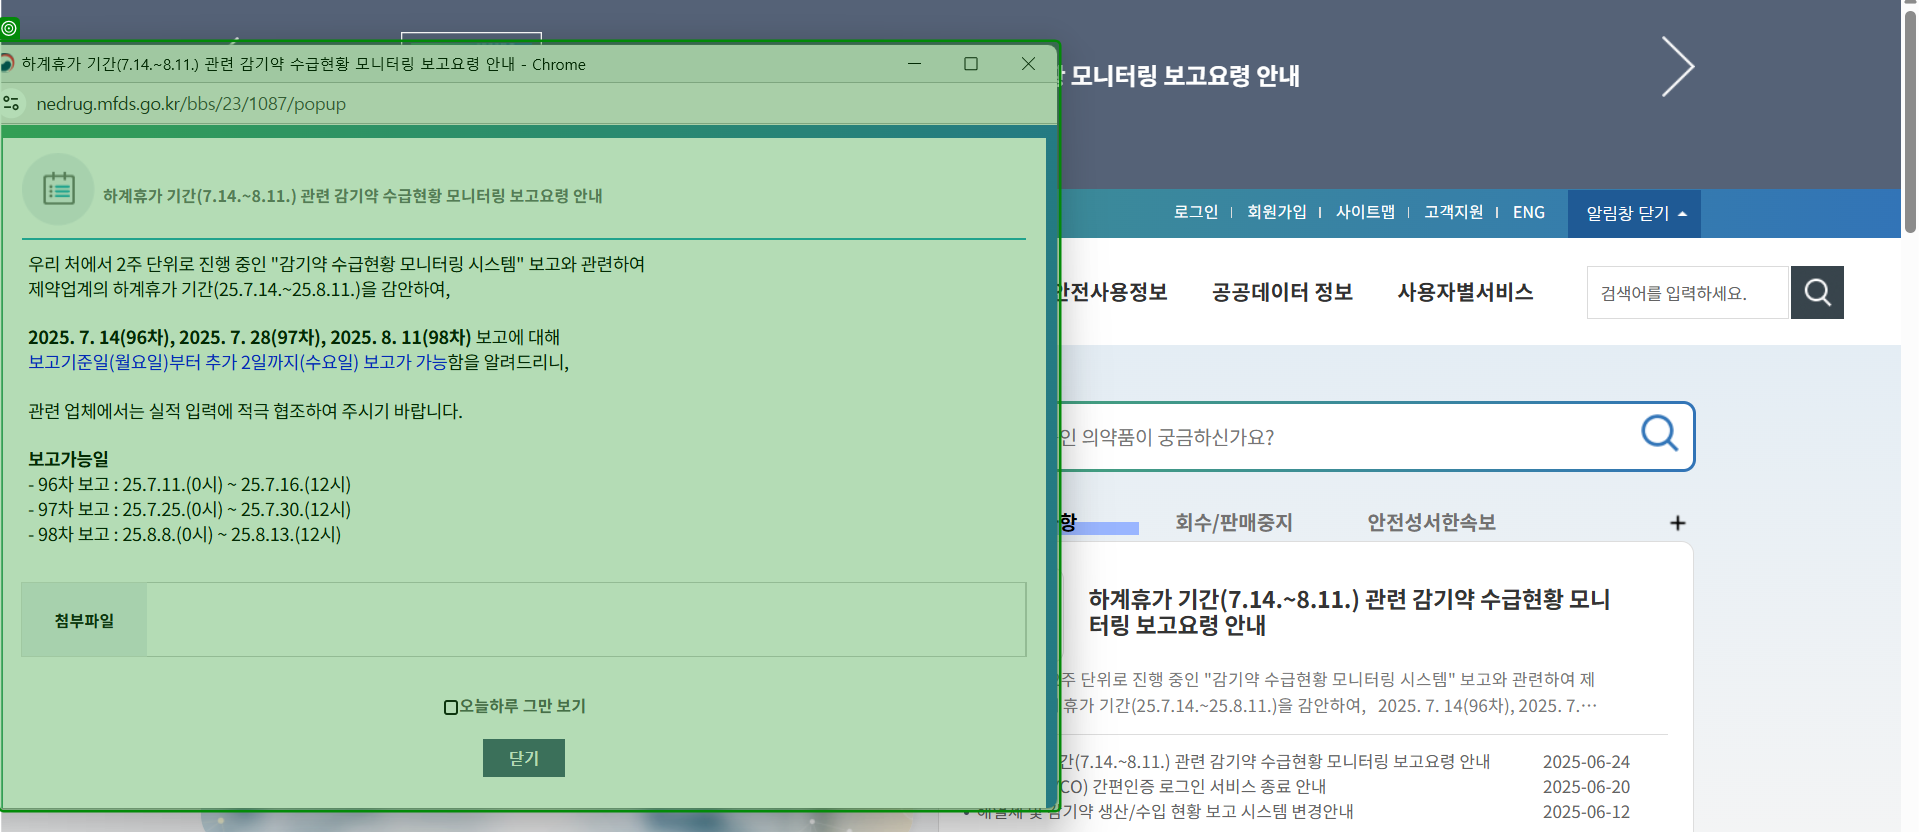 하계휴가 기간(7.14.~8.11.) 관련 감기약 수급현황 모니터링 보고요령 안내 - Chrome
nedrug.mfds.go.kr/bbs/23/1087/popup
하계휴가 기간(7.14.~8.11.) 관련 감기약 수급현황 모니터링 보고요령 안내
우리 처에서 2주 단위로 진행 중인 "감기약 수급현황 모니터링 시스템" 보고와 관련하여
제약업계의 하계휴가 기간(25.7.14.~25.8.11.)을 감안하여,
2025. 7. 14(96차), 2025. 7. 28(97차), 2025. 8. 11(98차) 보고에 대해
보고기준일(월요일)부터 추가 2일까지(수요일) 보고가 가능함을 알려드리니,
관련 업체에서는 실적 입력에 적극 협조하여 주시기 바랍니다.
보고가능일
- 96차 보고 : 25.7.11.(0시) ~ 25.7.16.(12시)
- 97차 보고 : 25.7.25.(0시) ~ 25.7.30.(12시)
- 98차 보고 : 25.8.8.(0시) ~ 25.8.13.(12시)
첨부파일
오늘하루 그만 보기
닫기
모니터링 보고요령 안내
로그인 회원가입 사이트맵 고객지원 ENG 알림창 닫기
안전사용정보 공공데이터 정보 사용자별서비스 검색어를 입력하세요.
인 의약품이 궁금하신가요?
항 회수/판매중지 안전성서한속보 +
하계휴가 기간(7.14.~8.11.) 관련 감기약 수급현황 모니
터링 보고요령 안내
주 단위로 진행 중인 "감기약 수급현황 모니터링 시스템" 보고와 관련하여 제
휴가 기간(25.7.14.~25.8.11.)을 감안하여, 2025. 7. 14(96차), 2025. 7.…
간(7.14.~8.11.) 관련 감기약 수급현황 모니터링 보고요령 안내 2025-06-24
CO) 간편인증 로그인 서비스 종료 안내 2025-06-20
• 해열제 및 감기약 생산/수입 현황 보고 시스템 변경안내 2025-06-12